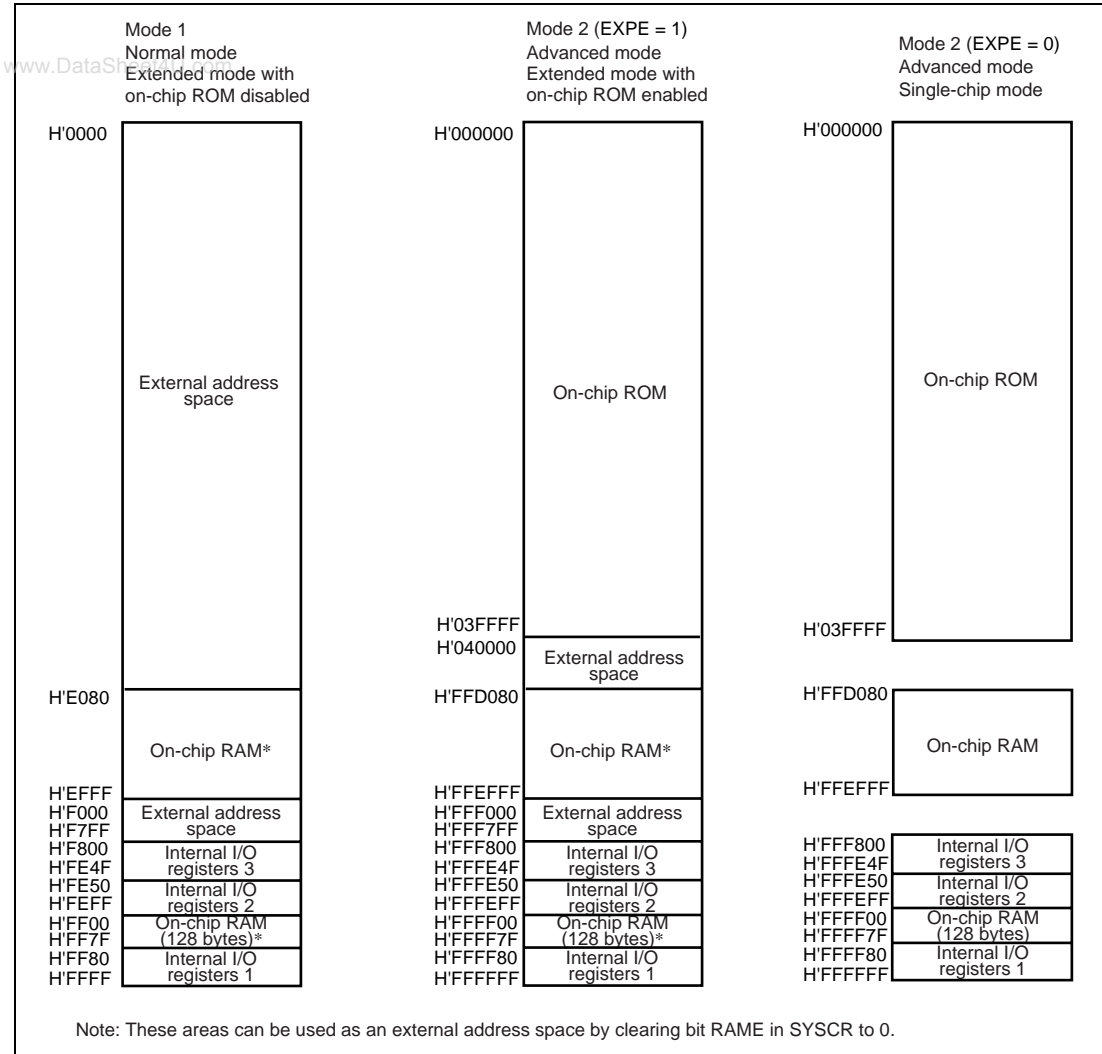 Mode 1
Normal mode
Extended mode with
on-chip ROM disabled
www.DataSheet4U.com
H'0000
External address
space
H'E080
On-chip RAM*
H'EFFF
H'F000
External address
space
H'F7FF
H'F800
Internal I/O
registers 3
H'FE4F
H'FE50
Internal I/O
registers 2
H'FEFF
H'FF00
On-chip RAM
(128 bytes)*
H'FF7F
H'FF80
Internal I/O
registers 1
H'FFFF
Mode 2 (EXPE = 1)
Advanced mode
Extended mode with
on-chip ROM enabled
H'000000
On-chip ROM
H'03FFFF
H'040000
External address
space
H'FFD080
On-chip RAM*
H'FFEFFF
H'FFF000
External address
space
H'FFF7FF
H'FFF800
Internal I/O
registers 3
H'FFFE4F
H'FFFE50
Internal I/O
registers 2
H'FFFEFF
H'FFFF00
On-chip RAM
(128 bytes)*
H'FFFF7F
H'FFFF80
Internal I/O
registers 1
H'FFFFFF
Mode 2 (EXPE = 0)
Advanced mode
Single-chip mode
H'000000
On-chip ROM
H'03FFFF
H'FFD080
On-chip RAM
H'FFEFFF
H'FFF800
Internal I/O
registers 3
H'FFFE4F
H'FFFE50
Internal I/O
registers 2
H'FFFEFF
H'FFFF00
On-chip RAM
(128 bytes)
H'FFFF7F
H'FFFF80
Internal I/O
registers 1
H'FFFFFF
Note: These areas can be used as an external address space by clearing bit RAME in SYSCR to 0.